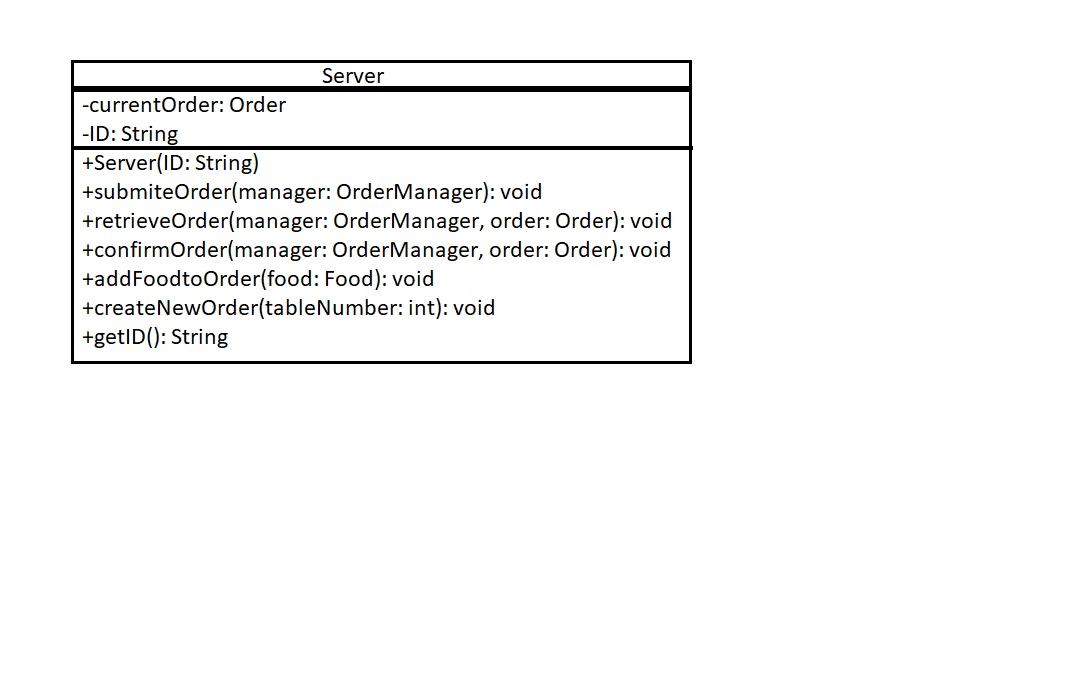 Server
-currentOrder: Order
-ID: String
+Server(ID: String)
+submiteOrder(manager: OrderManager): void
+retrieveOrder(manager: OrderManager, order: Order): void
+confirmOrder(manager: OrderManager, order: Order): void
+addFoodtoOrder(food: Food): void
+createNewOrder(tableNumber: int): void
+getID(): String